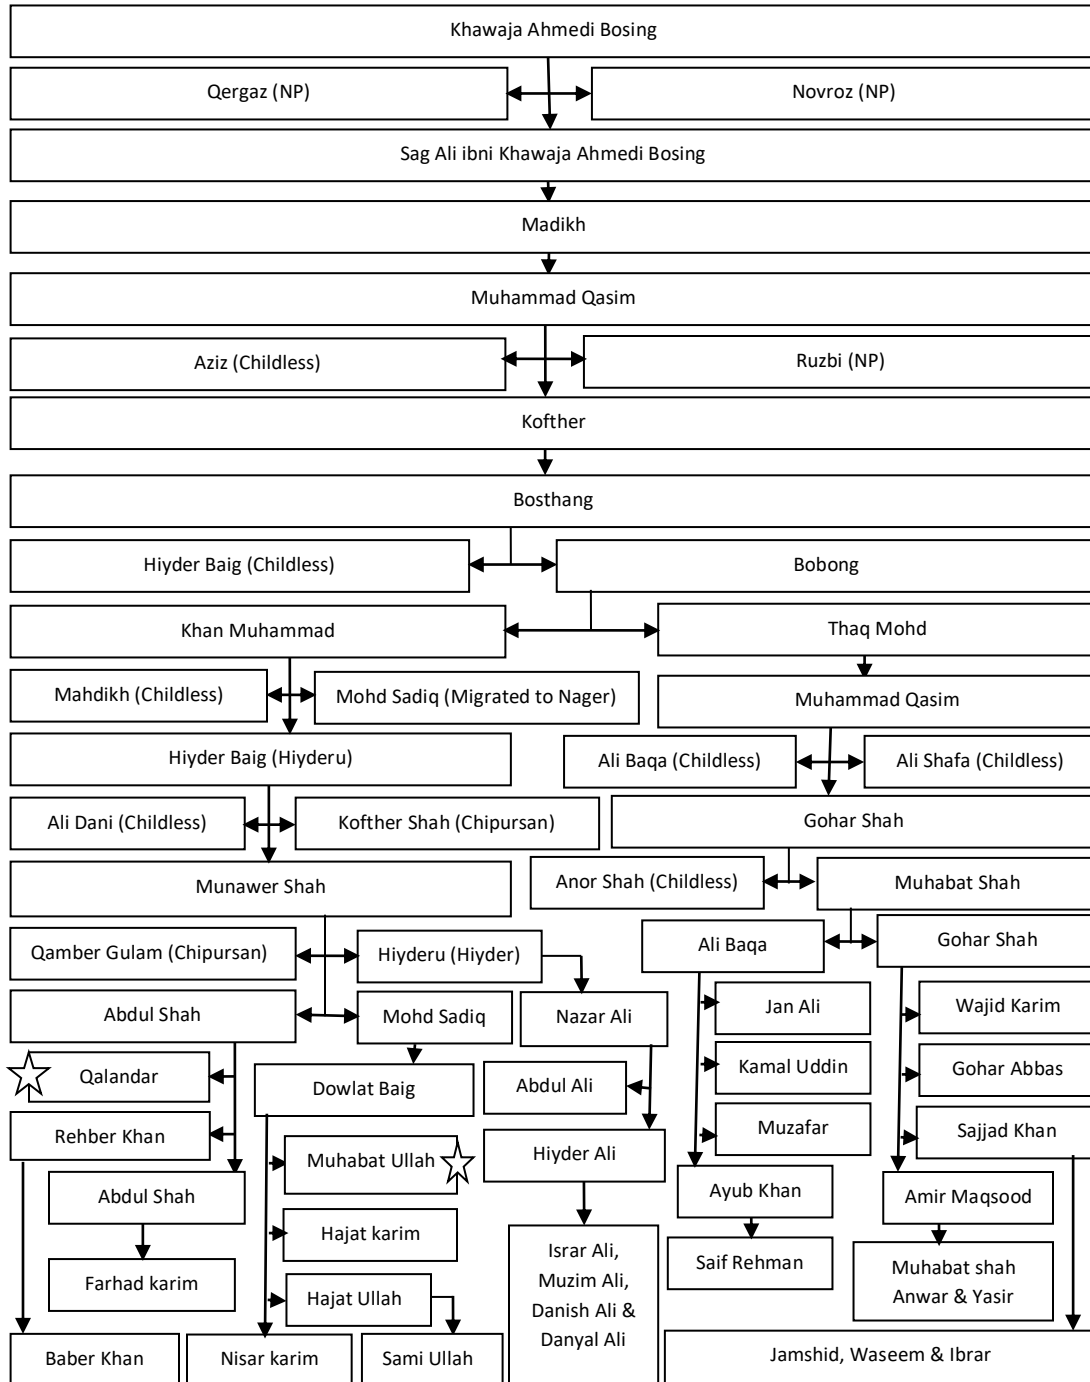 Khawaja Ahmedi Bosing
Qergaz (NP)
Novroz (NP)
Sag Ali ibni Khawaja Ahmedi Bosing
Madikh
Muhammad Qasim
Aziz (Childless)
Ruzbi (NP)
Kofther
Bosthang
Hiyder Baig (Childless)
Bobong
Khan Muhammad
Thaq Mohd
Mahdikh (Childless)
Mohd Sadiq (Migrated to Nager)
Muhammad Qasim
Hiyder Baig (Hiyderu)
Ali Baqa (Childless)
Ali Shafa (Childless)
Ali Dani (Childless)
Kofther Shah (Chipursan)
Gohar Shah
Munawer Shah
Anor Shah (Childless)
Muhabat Shah
Qamber Gulam (Chipursan)
Hiyderu (Hiyder)
Ali Baqa
Gohar Shah
Abdul Shah
Mohd Sadiq
Nazar Ali
Jan Ali
Wajid Karim
Qalandar
Dowlat Baig
Abdul Ali
Kamal Uddin
Gohar Abbas
Rehber Khan
Muhabat Ullah
Hiyder Ali
Muzafar
Sajjad Khan
Abdul Shah
Ayub Khan
Amir Maqsood
Hajat karim
Israr Ali,
Muzim Ali,
Danish Ali &
Danyal Ali
Saif Rehman
Muhabat shah
Anwar & Yasir
Farhad karim
Hajat Ullah
Baber Khan
Nisar karim
Sami Ullah
Jamshid, Waseem & Ibrar